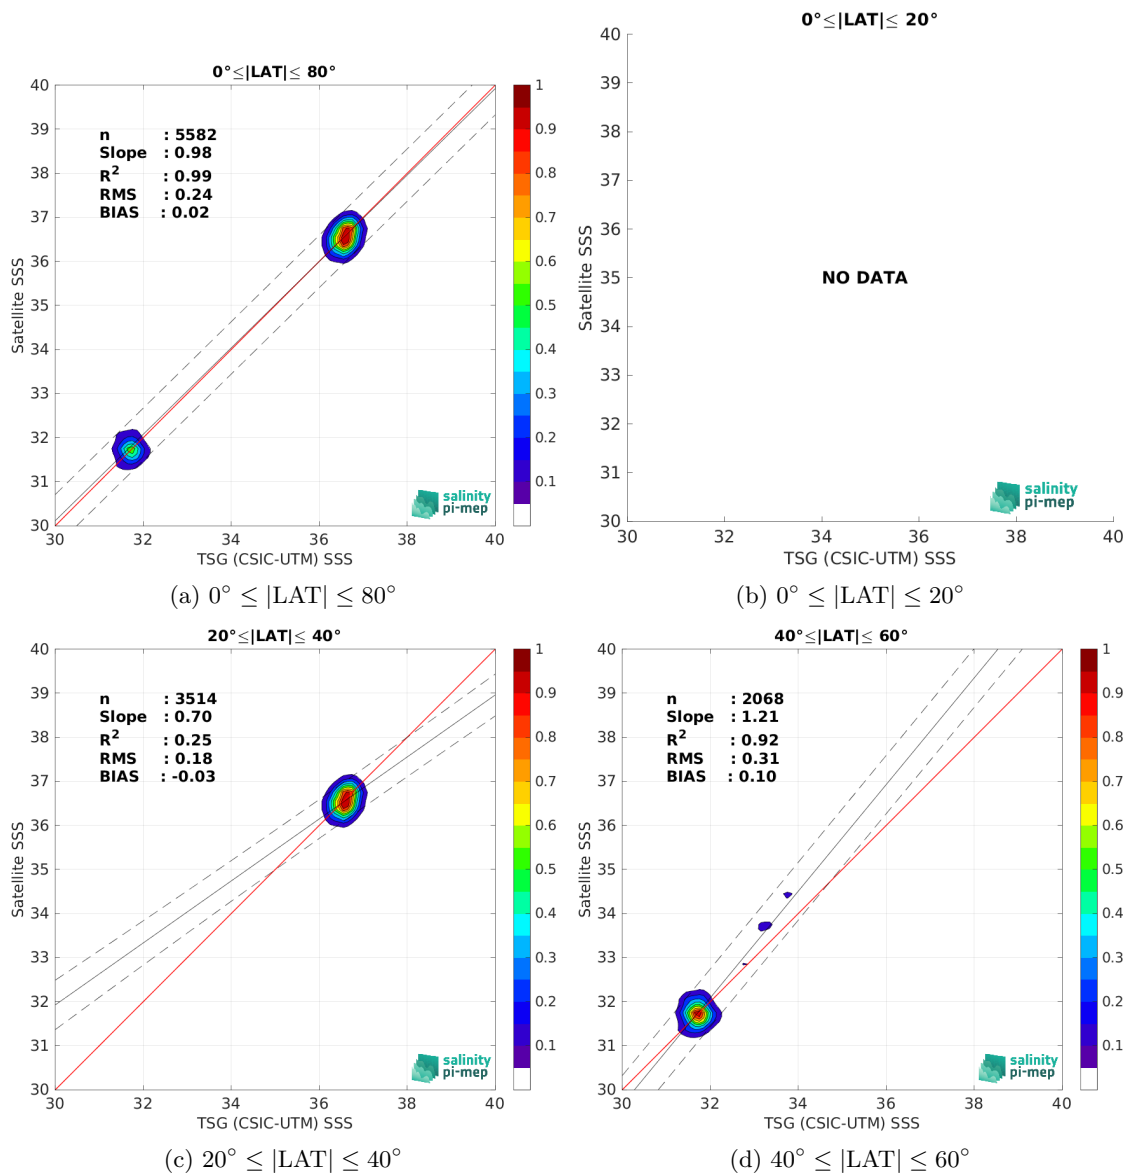 0°≤|LAT|≤ 80°
40
39
38
37
36
35
34
33
32
31
30
30 32 34 36 38 40
Satellite SSS
TSG (CSIC-UTM) SSS
n : 5582
Slope : 0.98
R² : 0.99
RMS : 0.24
BIAS : 0.02
salinity
pi-mep
1
0.9
0.8
0.7
0.6
0.5
0.4
0.3
0.2
0.1
(a) 0° ≤ |LAT| ≤ 80°
0°≤|LAT|≤ 20°
40
39
38
37
36
35
34
33
32
31
30
30 32 34 36 38 40
Satellite SSS
TSG (CSIC-UTM) SSS
NO DATA
salinity
pi-mep
(b) 0° ≤ |LAT| ≤ 20°
20°≤|LAT|≤ 40°
40
39
38
37
36
35
34
33
32
31
30
30 32 34 36 38 40
Satellite SSS
TSG (CSIC-UTM) SSS
n : 3514
Slope : 0.70
R² : 0.25
RMS : 0.18
BIAS : -0.03
salinity
pi-mep
1
0.9
0.8
0.7
0.6
0.5
0.4
0.3
0.2
0.1
(c) 20° ≤ |LAT| ≤ 40°
40°≤|LAT|≤ 60°
40
39
38
37
36
35
34
33
32
31
30
30 32 34 36 38 40
Satellite SSS
TSG (CSIC-UTM) SSS
n : 2068
Slope : 1.21
R² : 0.92
RMS : 0.31
BIAS : 0.10
salinity
pi-mep
1
0.9
0.8
0.7
0.6
0.5
0.4
0.3
0.2
0.1
(d) 40° ≤ |LAT| ≤ 60°